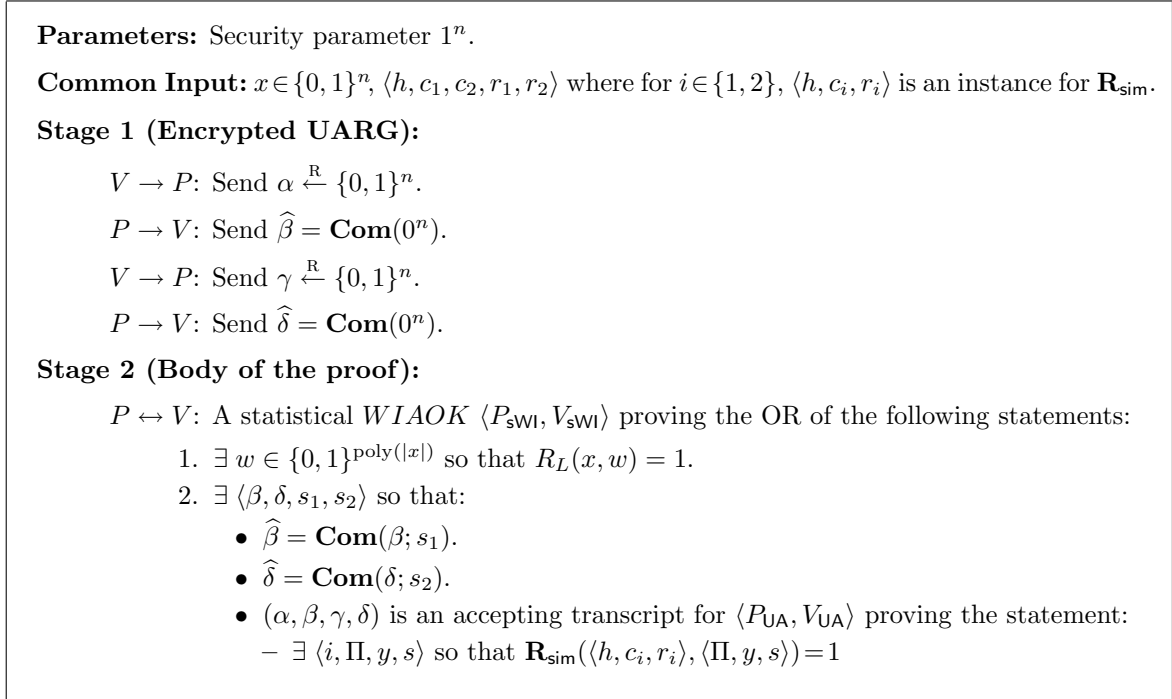 Parameters: Security parameter 1^n.
Common Input: x ∈ {0, 1}^n, ⟨h, c_1, c_2, r_1, r_2⟩ where for i ∈ {1, 2}, ⟨h, c_i, r_i⟩ is an instance for R_sim.
Stage 1 (Encrypted UARG):
V → P: Send α ←^R {0, 1}^n.
P → V: Send β̂ = Com(0^n).
V → P: Send γ ←^R {0, 1}^n.
P → V: Send δ̂ = Com(0^n).
Stage 2 (Body of the proof):
P ↔ V: A statistical WIAOK ⟨P_sWI, V_sWI⟩ proving the OR of the following statements:
1. ∃ w ∈ {0, 1}^poly(|x|) so that R_L(x, w) = 1.
2. ∃ ⟨β, δ, s_1, s_2⟩ so that:
• β̂ = Com(β; s_1).
• δ̂ = Com(δ; s_2).
• (α, β, γ, δ) is an accepting transcript for ⟨P_UA, V_UA⟩ proving the statement:
– ∃ ⟨i, Π, y, s⟩ so that R_sim(⟨h, c_i, r_i⟩, ⟨Π, y, s⟩) = 1